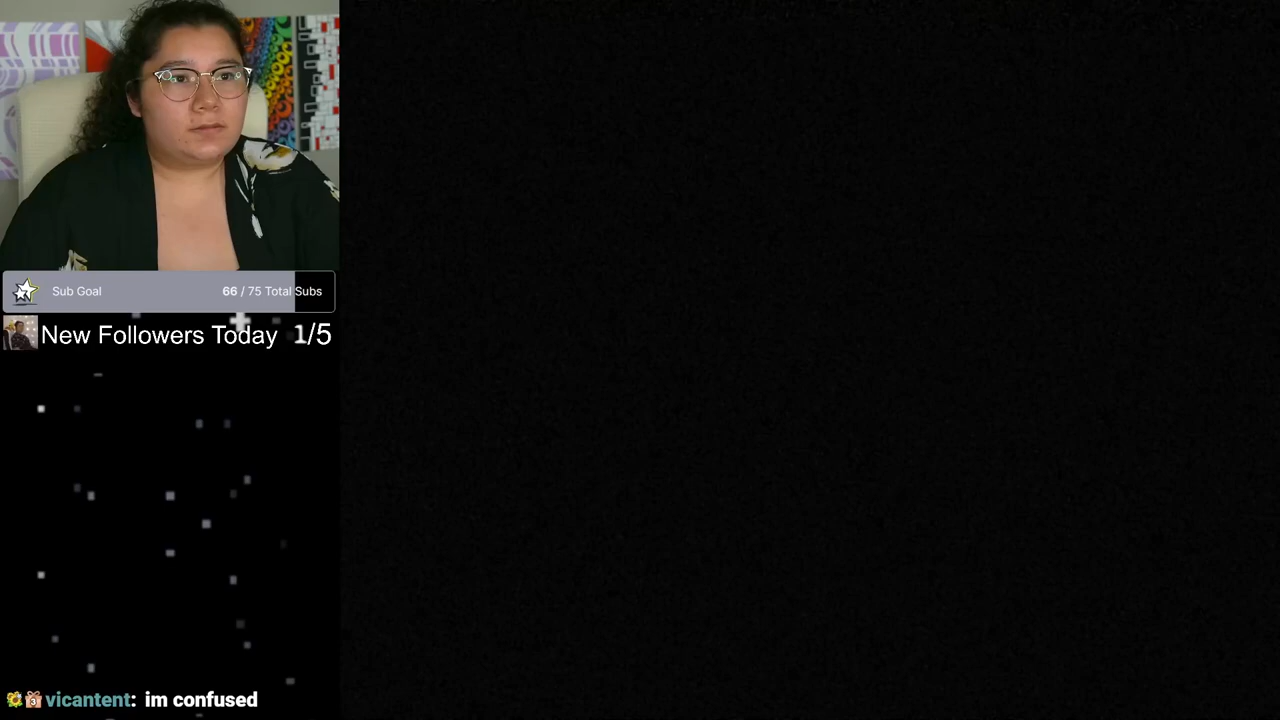 Sub Goal 66 / 75 Total Subs
New Followers Today 1/5
vicantent: im confused